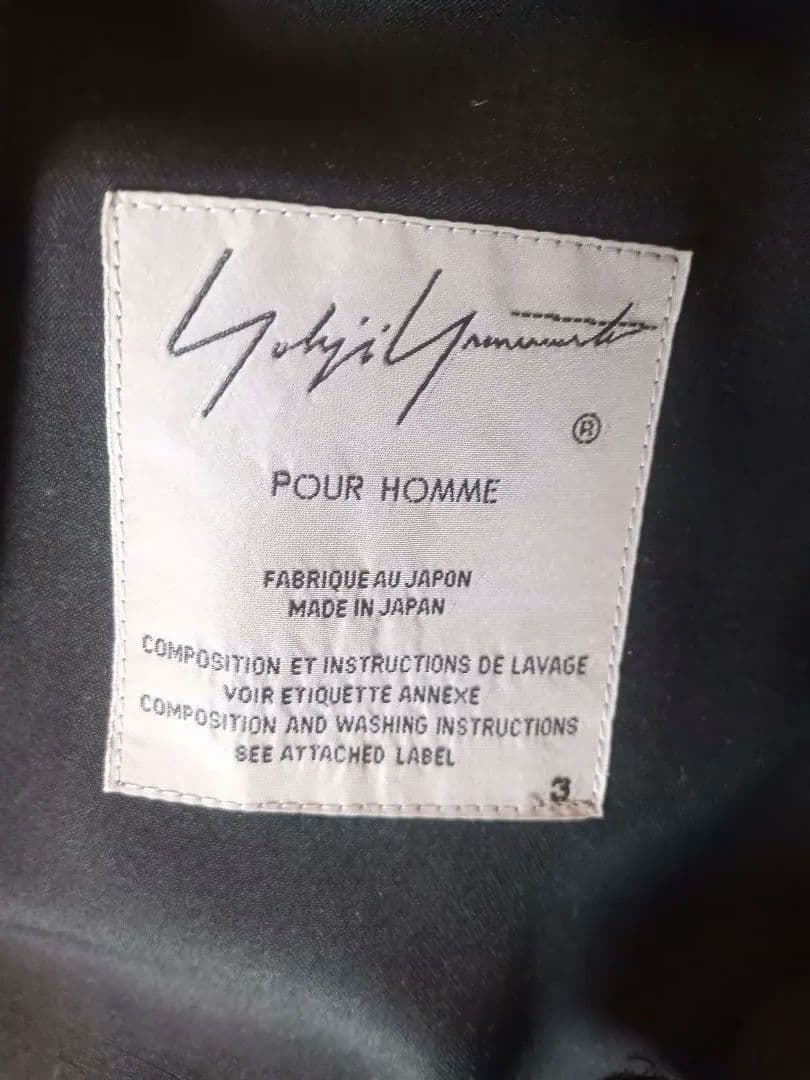 Yohji Yamamoto
®
POUR HOMME
FABRIQUE AU JAPON
MADE IN JAPAN
COMPOSITION ET INSTRUCTIONS DE LAVAGE
VOIR ETIQUETTE ANNEXE
COMPOSITION AND WASHING INSTRUCTIONS
SEE ATTACHED LABEL
3